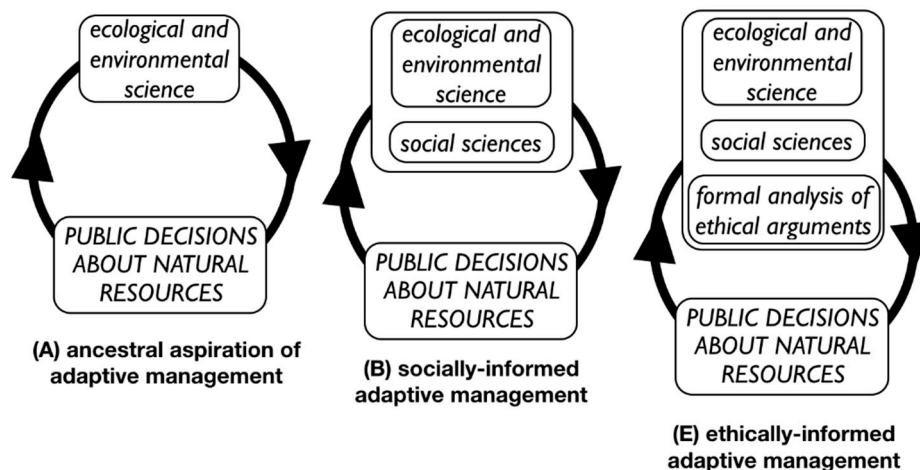 ecological and
environmental
science
PUBLIC DECISIONS
ABOUT NATURAL
RESOURCES
(A) ancestral aspiration of
adaptive management
ecological and
environmental
science
social sciences
PUBLIC DECISIONS
ABOUT NATURAL
RESOURCES
(B) socially-informed
adaptive management
ecological and
environmental
science
social sciences
formal analysis of
ethical arguments
PUBLIC DECISIONS
ABOUT NATURAL
RESOURCES
(E) ethically-informed
adaptive management